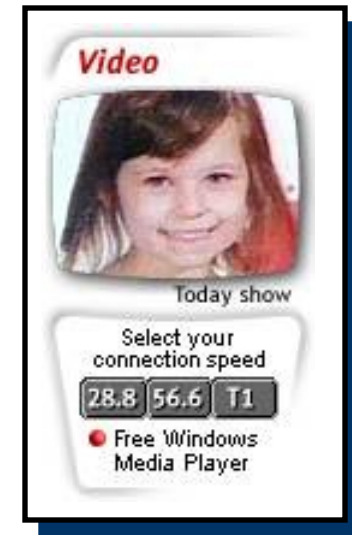 Video
Today show
Select your
connection speed
28.8 56.6 T1
Free Windows
Media Player